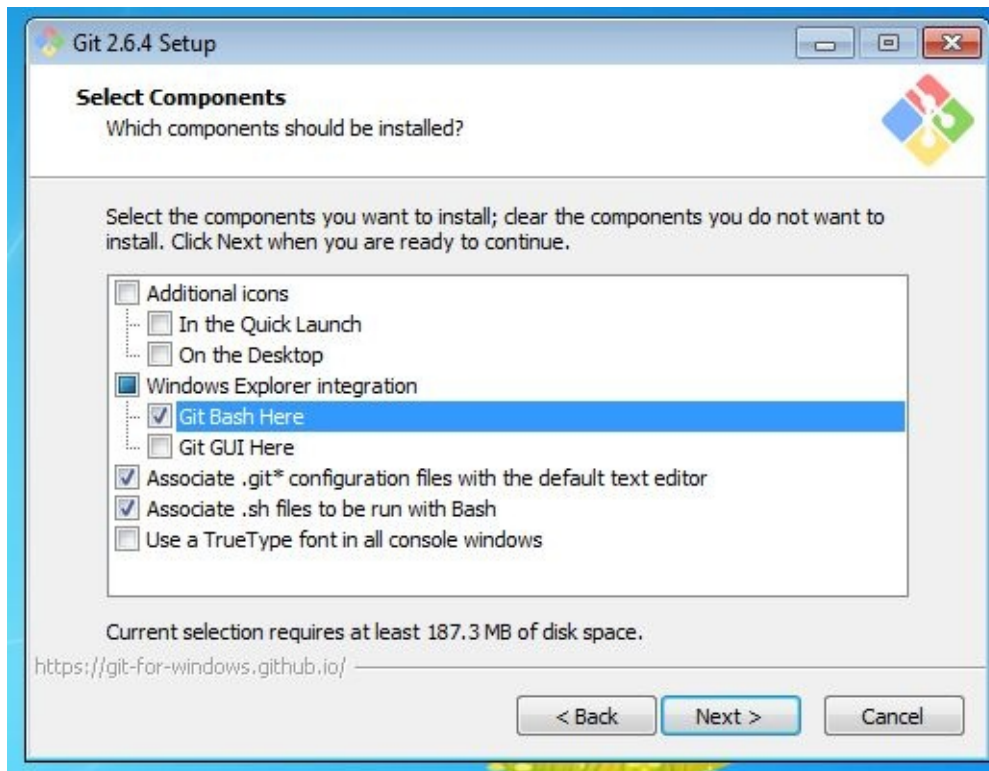 Git 2.6.4 Setup
Select Components
Which components should be installed?
Select the components you want to install; clear the components you do not want to
install. Click Next when you are ready to continue.
Additional icons
In the Quick Launch
On the Desktop
Windows Explorer integration
Git Bash Here
Git GUI Here
Associate .git* configuration files with the default text editor
Associate .sh files to be run with Bash
Use a TrueType font in all console windows
Current selection requires at least 187.3 MB of disk space.
https://git-for-windows.github.io/
< Back Next > Cancel